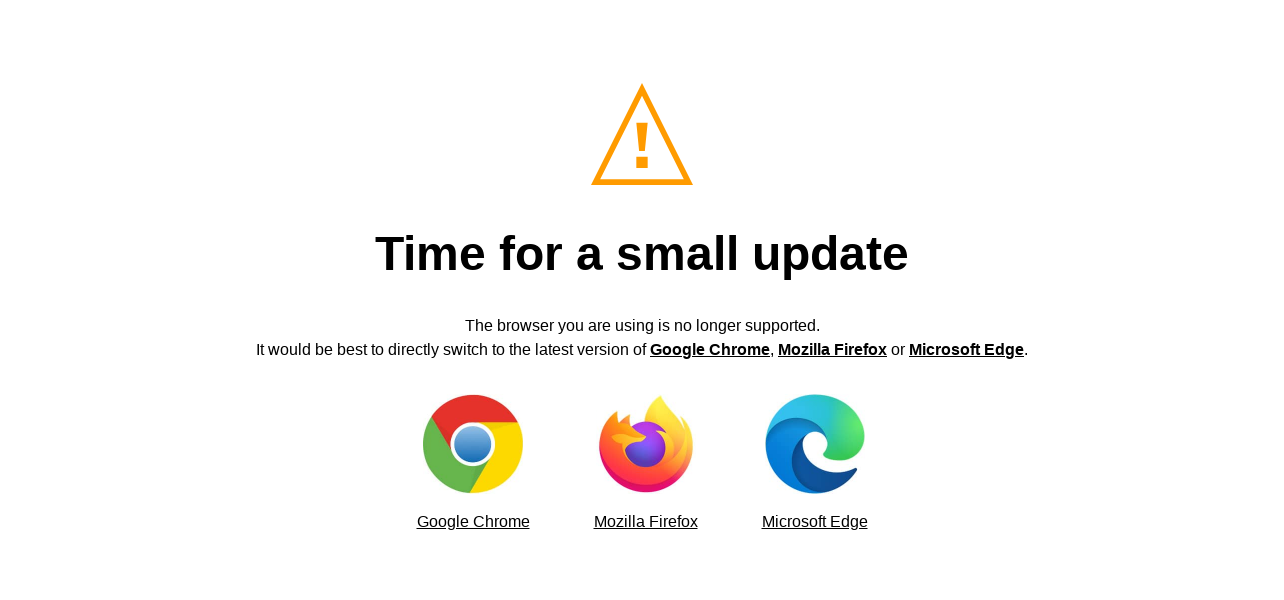 !
Time for a small update
The browser you are using is no longer supported.
It would be best to directly switch to the latest version of Google Chrome, Mozilla Firefox or Microsoft Edge.
Google Chrome
Mozilla Firefox
Microsoft Edge